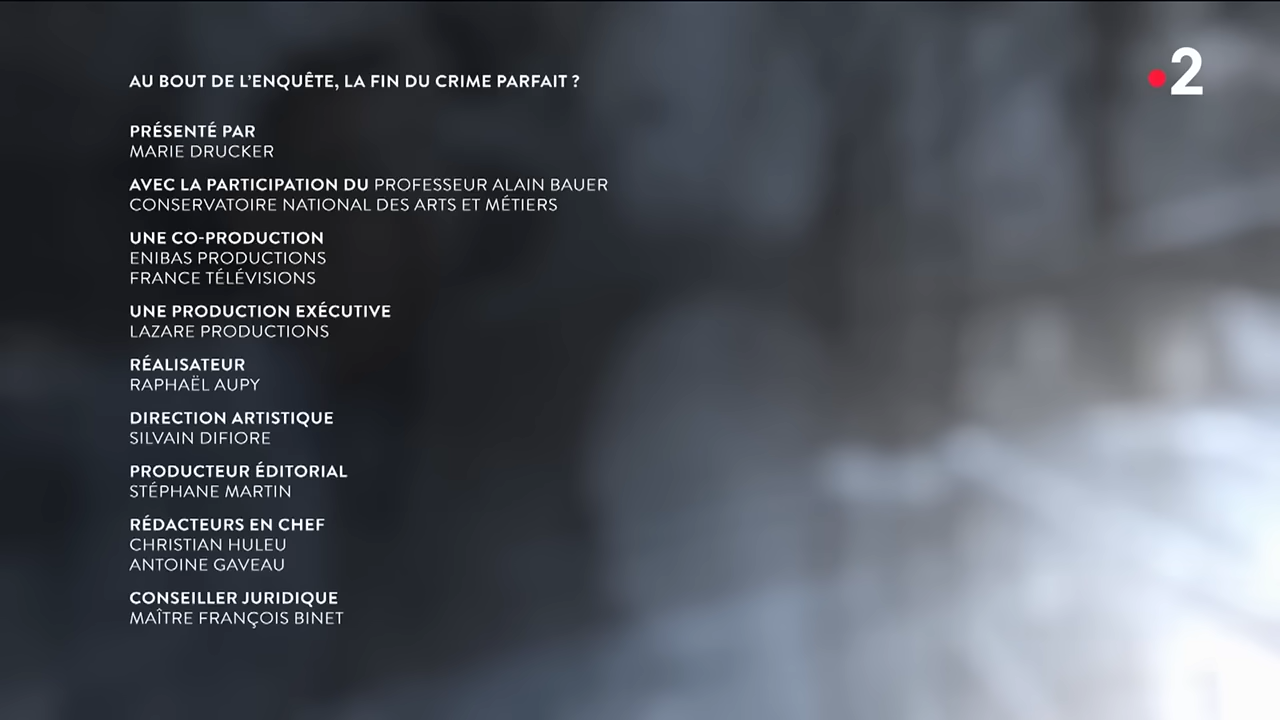 AU BOUT DE L'ENQUÊTE, LA FIN DU CRIME PARFAIT ?
2
PRÉSENTÉ PAR
MARIE DRUCKER
AVEC LA PARTICIPATION DU PROFESSEUR ALAIN BAUER
CONSERVATOIRE NATIONAL DES ARTS ET MÉTIERS
UNE CO-PRODUCTION
ENIBAS PRODUCTIONS
FRANCE TÉLÉVISIONS
UNE PRODUCTION EXÉCUTIVE
LAZARE PRODUCTIONS
RÉALISATEUR
RAPHAËL AUPY
DIRECTION ARTISTIQUE
SILVAIN DIFIORE
PRODUCTEUR ÉDITORIAL
STÉPHANE MARTIN
RÉDACTEURS EN CHEF
CHRISTIAN HULEU
ANTOINE GAVEAU
CONSEILLER JURIDIQUE
MAÎTRE FRANÇOIS BINET